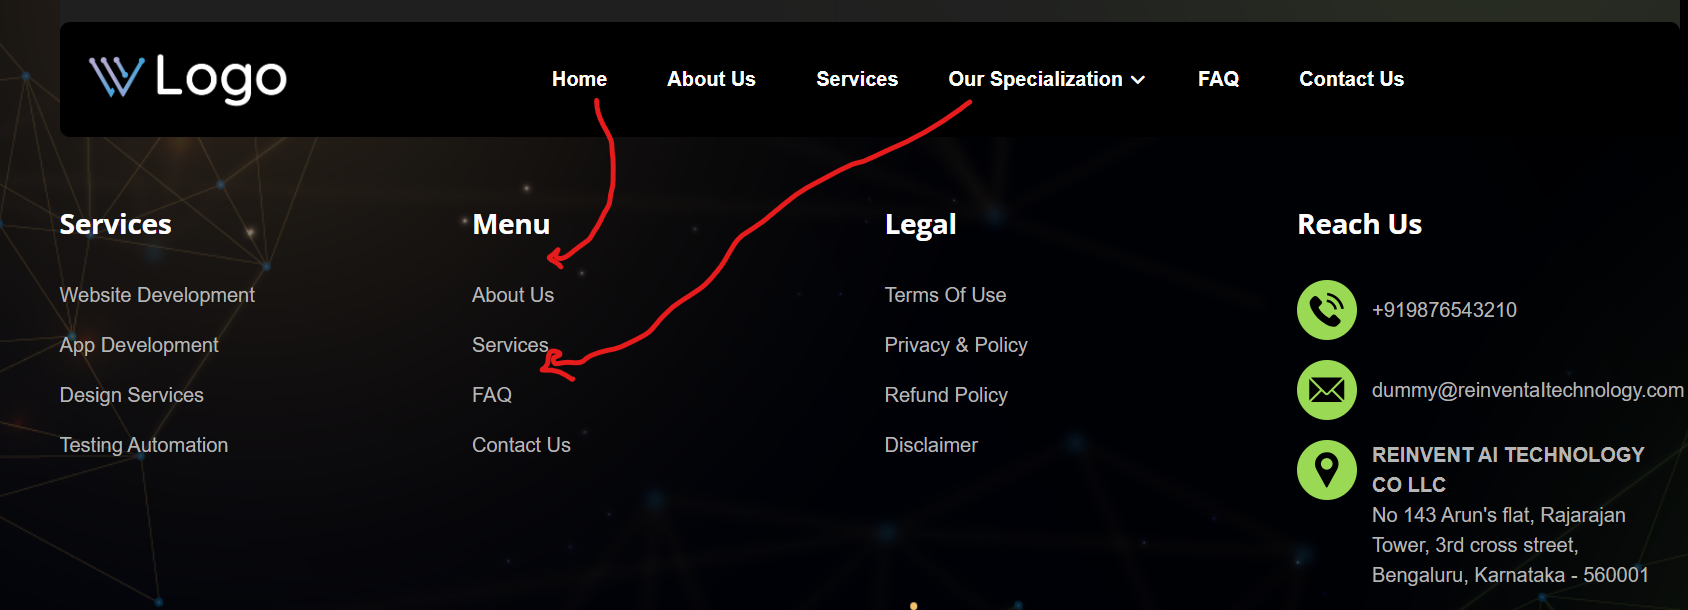 Logo
Home About Us Services Our Specialization FAQ Contact Us
Services
Website Development
App Development
Design Services
Testing Automation
Menu
About Us
Services
FAQ
Contact Us
Legal
Terms Of Use
Privacy & Policy
Refund Policy
Disclaimer
Reach Us
+919876543210
dummy@reinventaItechnology.com
REINVENT AI TECHNOLOGY
CO LLC
No 143 Arun's flat, Rajarajan
Tower, 3rd cross street,
Bengaluru, Karnataka - 560001